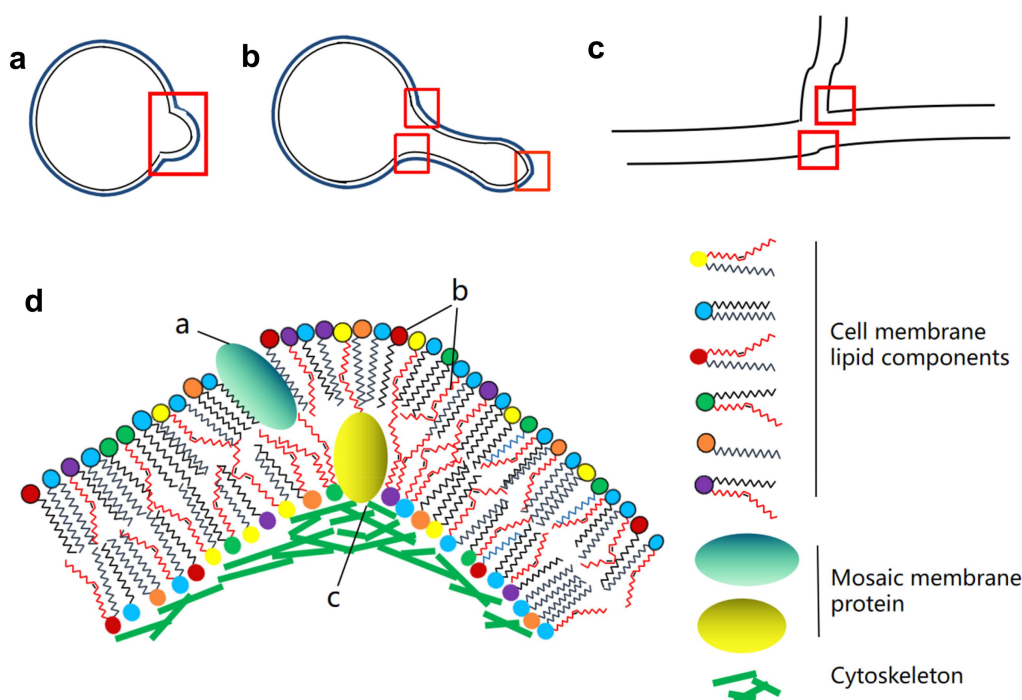 a
b
c
d
a
b
c
Cell membrane
lipid components
Mosaic membrane
protein
Cytoskeleton